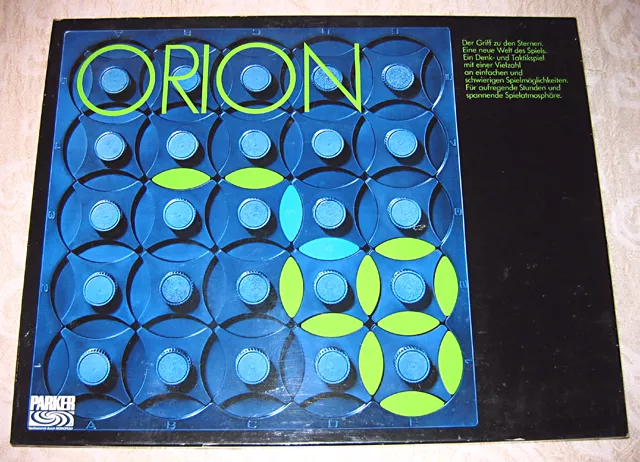 ORION
Der Griff zu den Sternen.
Eine neue Welt des Spiels.
Ein Denk- und Taktikspiel
mit einer Vielzahl
an einfachen und
schwierigen Spielmöglichkeiten.
Für aufregende Stunden und
spannende Spielatmosphäre.
PARKER
A B C D E